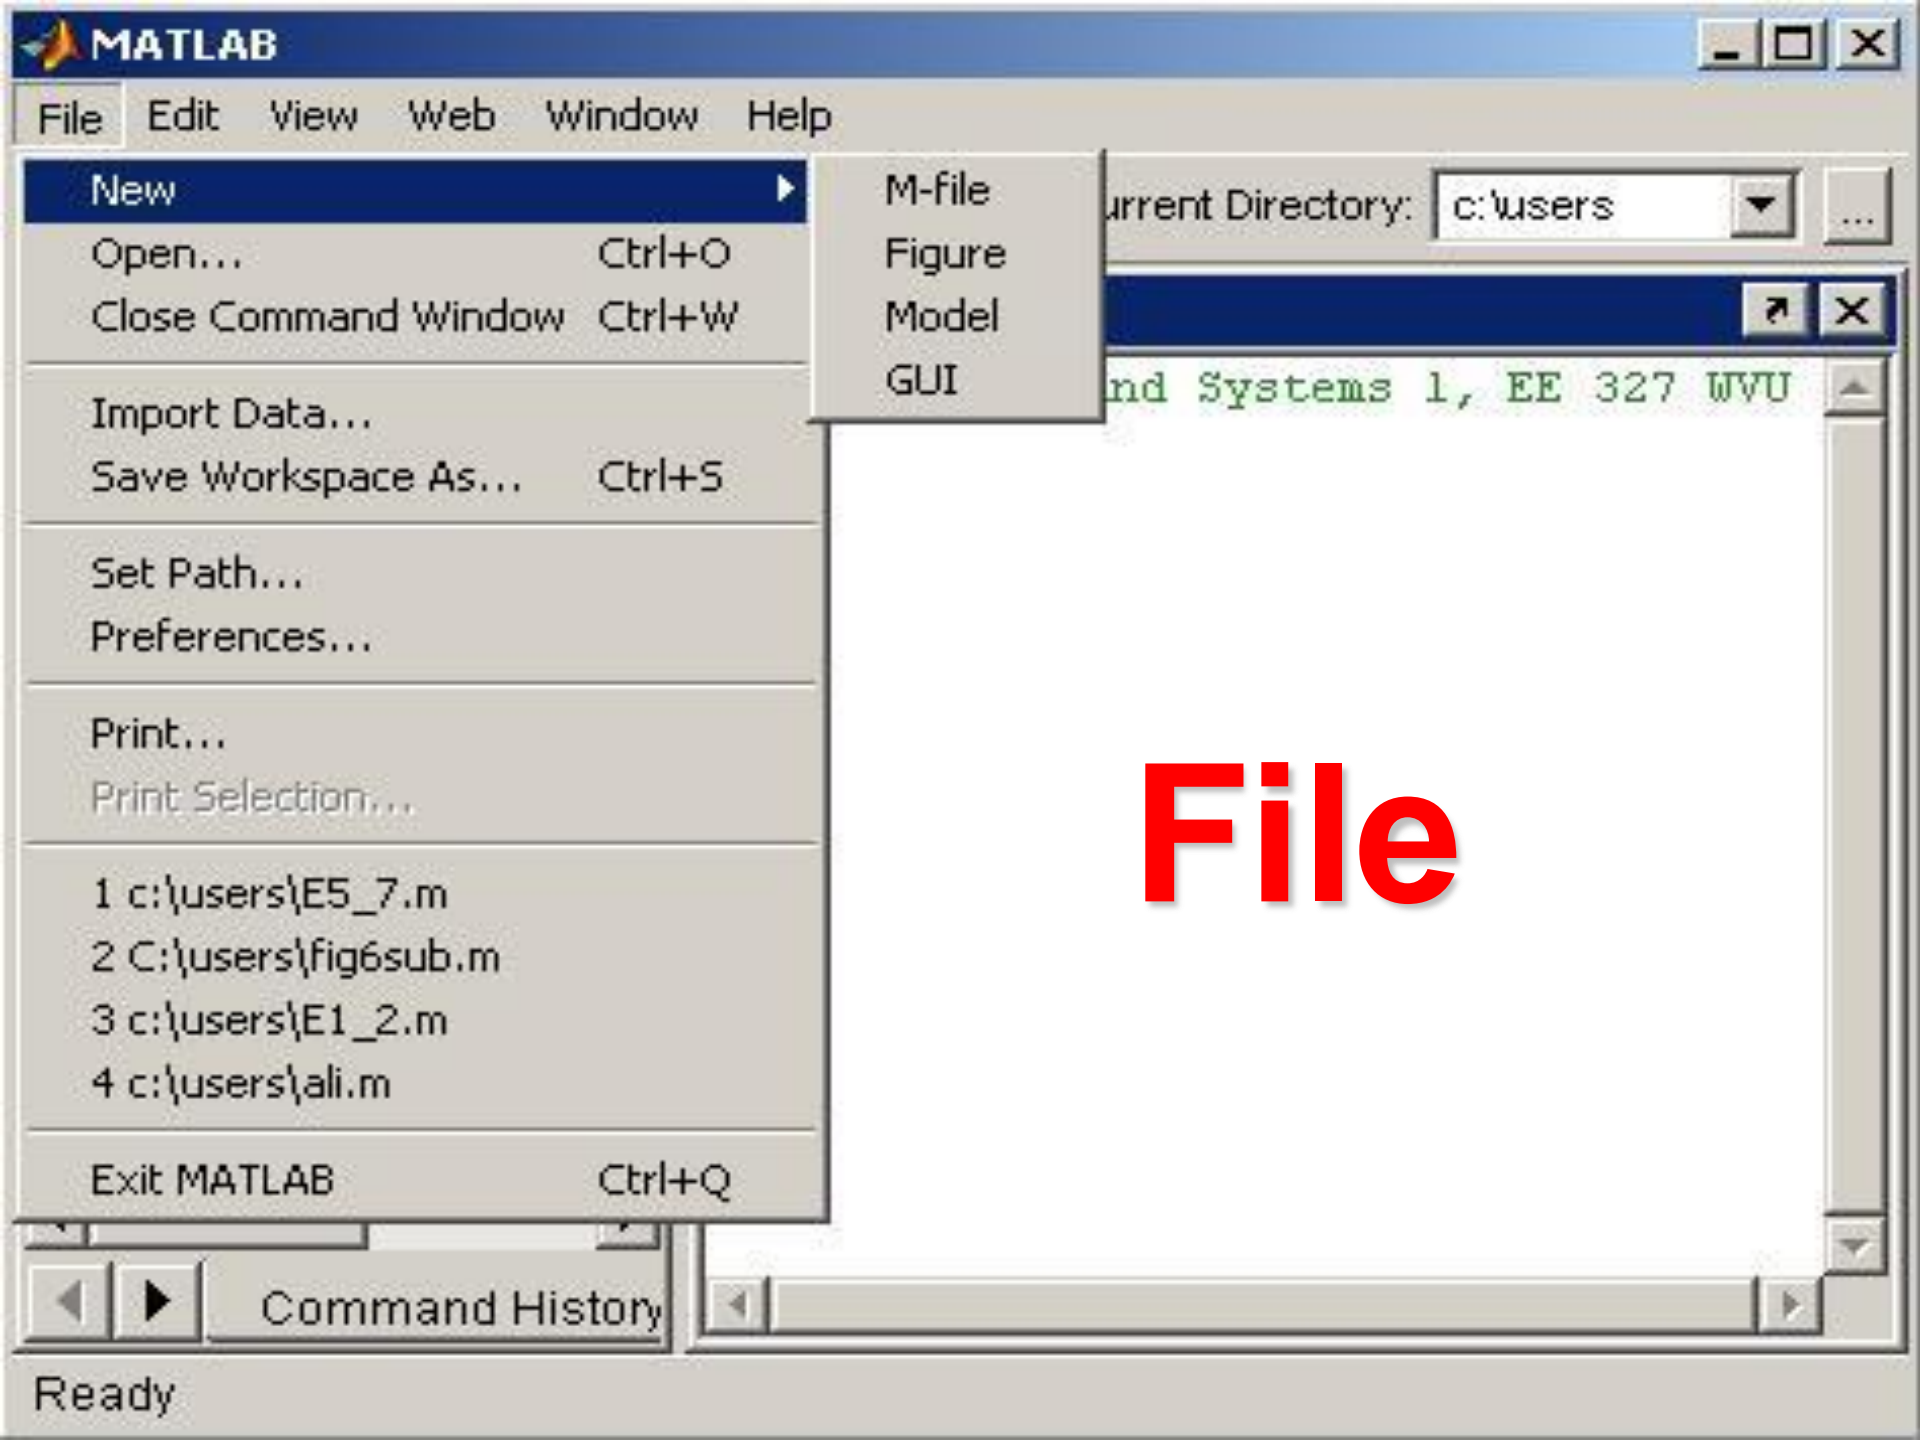 MATLAB
File Edit View Web Window Help
New
Open... Ctrl+O
Close Command Window Ctrl+W
Import Data...
Save Workspace As... Ctrl+S
Set Path...
Preferences...
Print...
Print Selection...
1 c:\users\E5_7.m
2 C:\users\fig6sub.m
3 c:\users\E1_2.m
4 c:\users\ali.m
Exit MATLAB Ctrl+Q
M-file
Figure
Model
GUI
urrent Directory: c:\users ...
nd Systems 1, EE 327 WVU
File
Command History
Ready